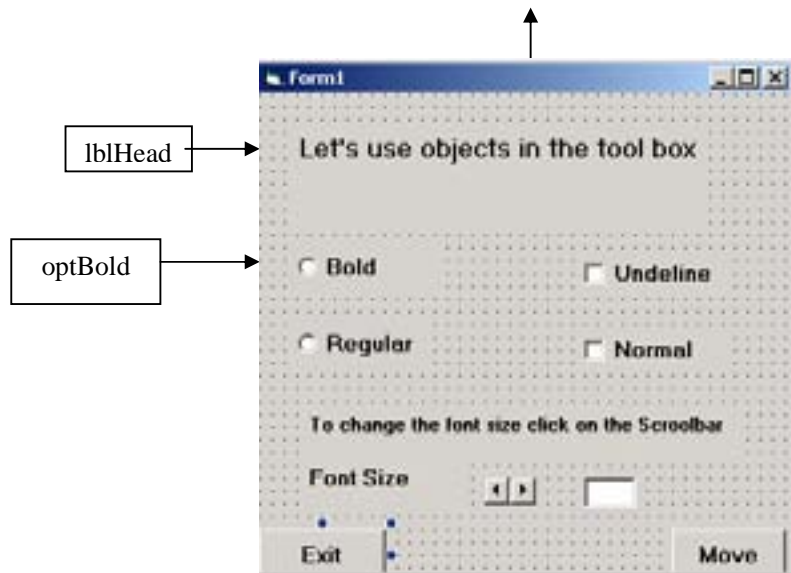 Form1
lblHead
Let's use objects in the tool box
optBold
Bold
Undeline
Regular
Normal
To change the font size click on the Scroolbar
Font Size
Exit
Move